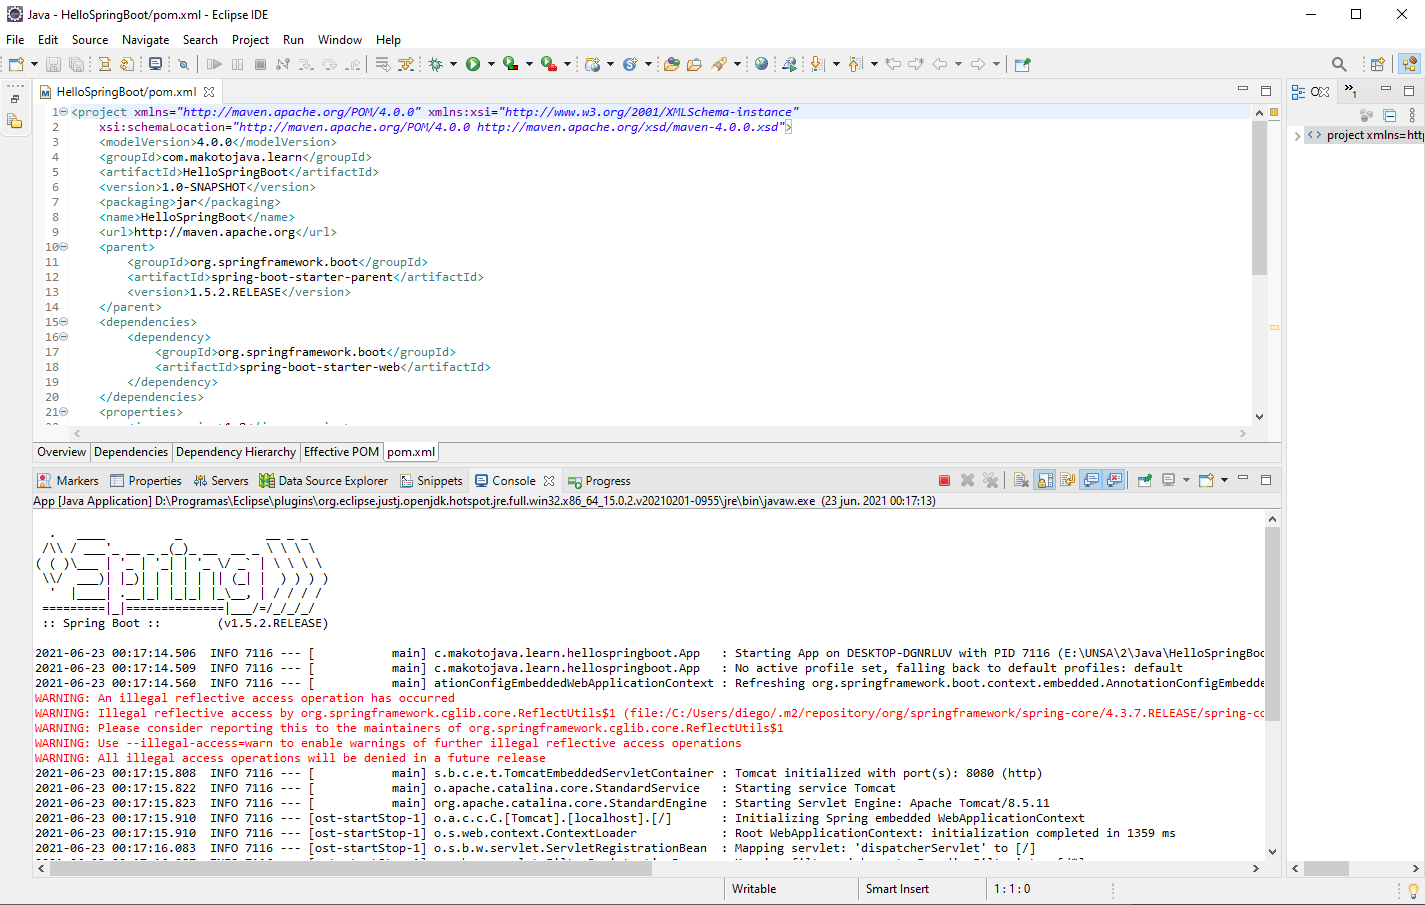 Java - HelloSpringBoot/pom.xml - Eclipse IDE
File Edit Source Navigate Search Project Run Window Help
HelloSpringBoot/pom.xml
1 <project xmlns="http://maven.apache.org/POM/4.0.0" xmlns:xsi="http://www.w3.org/2001/XMLSchema-instance"
2 xsi:schemaLocation="http://maven.apache.org/POM/4.0.0 http://maven.apache.org/xsd/maven-4.0.0.xsd">
3 <modelVersion>4.0.0</modelVersion>
4 <groupId>com.makotojava.learn</groupId>
5 <artifactId>HelloSpringBoot</artifactId>
6 <version>1.0-SNAPSHOT</version>
7 <packaging>jar</packaging>
8 <name>HelloSpringBoot</name>
9 <url>http://maven.apache.org</url>
10 <parent>
11 <groupId>org.springframework.boot</groupId>
12 <artifactId>spring-boot-starter-parent</artifactId>
13 <version>1.5.2.RELEASE</version>
14 </parent>
15 <dependencies>
16 <dependency>
17 <groupId>org.springframework.boot</groupId>
18 <artifactId>spring-boot-starter-web</artifactId>
19 </dependency>
20 </dependencies>
21 <properties>
project xmlns=htt
Overview Dependencies Dependency Hierarchy Effective POM pom.xml
Markers Properties Servers Data Source Explorer Snippets Console Progress
App [Java Application] D:\Programas\Eclipse\plugins\org.eclipse.justj.openjdk.hotspot.jre.full.win32.x86_64_15.0.2.v20210201-0955\jre\bin\javaw.exe (23 jun. 2021 00:17:13)
Spring
:: Spring Boot :: (v1.5.2.RELEASE)
2021-06-23 00:17:14.506 INFO 7116 --- [ main] c.makotojava.learn.hellospringboot.App : Starting App on DESKTOP-DGNRLUV with PID 7116 (E:\UNSA\2\Java\HelloSpringBoo
2021-06-23 00:17:14.509 INFO 7116 --- [ main] c.makotojava.learn.hellospringboot.App : No active profile set, falling back to default profiles: default
2021-06-23 00:17:14.560 INFO 7116 --- [ main] ationConfigEmbeddedWebApplicationContext : Refreshing org.springframework.boot.context.embedded.AnnotationConfigEmbedde
WARNING: An illegal reflective access operation has occurred
WARNING: Illegal reflective access by org.springframework.cglib.core.ReflectUtils$1 (file:/C:/Users/diego/.m2/repository/org/springframework/spring-core/4.3.7.RELEASE/spring-co
WARNING: Please consider reporting this to the maintainers of org.springframework.cglib.core.ReflectUtils$1
WARNING: Use --illegal-access=warn to enable warnings of further illegal reflective access operations
WARNING: All illegal access operations will be denied in a future release
2021-06-23 00:17:15.808 INFO 7116 --- [ main] s.b.c.e.t.TomcatEmbeddedServletContainer : Tomcat initialized with port(s): 8080 (http)
2021-06-23 00:17:15.822 INFO 7116 --- [ main] o.apache.catalina.core.StandardService : Starting service Tomcat
2021-06-23 00:17:15.823 INFO 7116 --- [ main] org.apache.catalina.core.StandardEngine : Starting Servlet Engine: Apache Tomcat/8.5.11
2021-06-23 00:17:15.910 INFO 7116 --- [ost-startStop-1] o.a.c.c.C.[Tomcat].[localhost].[/] : Initializing Spring embedded WebApplicationContext
2021-06-23 00:17:15.910 INFO 7116 --- [ost-startStop-1] o.s.web.context.ContextLoader : Root WebApplicationContext: initialization completed in 1359 ms
2021-06-23 00:17:16.083 INFO 7116 --- [ost-startStop-1] o.s.b.w.servlet.ServletRegistrationBean : Mapping servlet: 'dispatcherServlet' to [/]
Writable Smart Insert 1 : 1 : 0